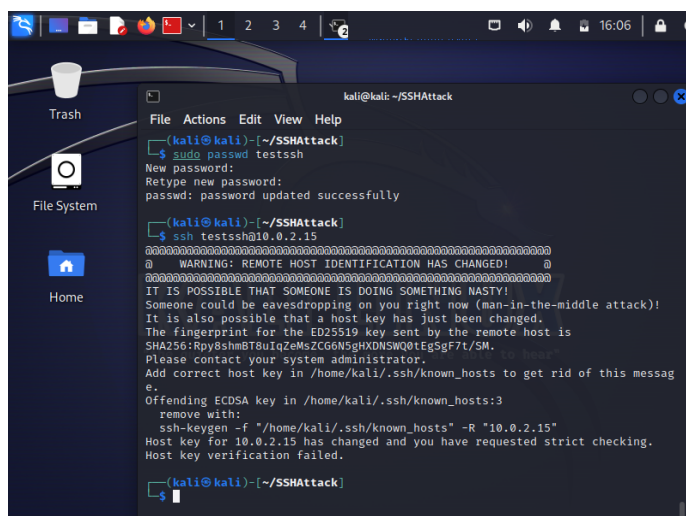 1 2 3 4 2 16:06
Trash
File System
Home
kali@kali: ~/SSHAttack
File Actions Edit View Help
┌──(kali㉿kali)-[~/SSHAttack]
└─$ sudo passwd testssh
New password:
Retype new password:
passwd: password updated successfully
┌──(kali㉿kali)-[~/SSHAttack]
└─$ ssh testssh@10.0.2.15
@@@@@@@@@@@@@@@@@@@@@@@@@@@@@@@@@@@@@@@@@@@@@@@@@@@@@@@@@@@
@    WARNING: REMOTE HOST IDENTIFICATION HAS CHANGED!     @
@@@@@@@@@@@@@@@@@@@@@@@@@@@@@@@@@@@@@@@@@@@@@@@@@@@@@@@@@@@
IT IS POSSIBLE THAT SOMEONE IS DOING SOMETHING NASTY!
Someone could be eavesdropping on you right now (man-in-the-middle attack)!
It is also possible that a host key has just been changed.
The fingerprint for the ED25519 key sent by the remote host is
SHA256:Rpy8shmBT8uIqZeMsZCG6N5gHXDNSWQ0tEgSgF7t/SM.
Please contact your system administrator.
Add correct host key in /home/kali/.ssh/known_hosts to get rid of this messag
e.
Offending ECDSA key in /home/kali/.ssh/known_hosts:3
  remove with:
  ssh-keygen -f "/home/kali/.ssh/known_hosts" -R "10.0.2.15"
Host key for 10.0.2.15 has changed and you have requested strict checking.
Host key verification failed.
┌──(kali㉿kali)-[~/SSHAttack]
└─$